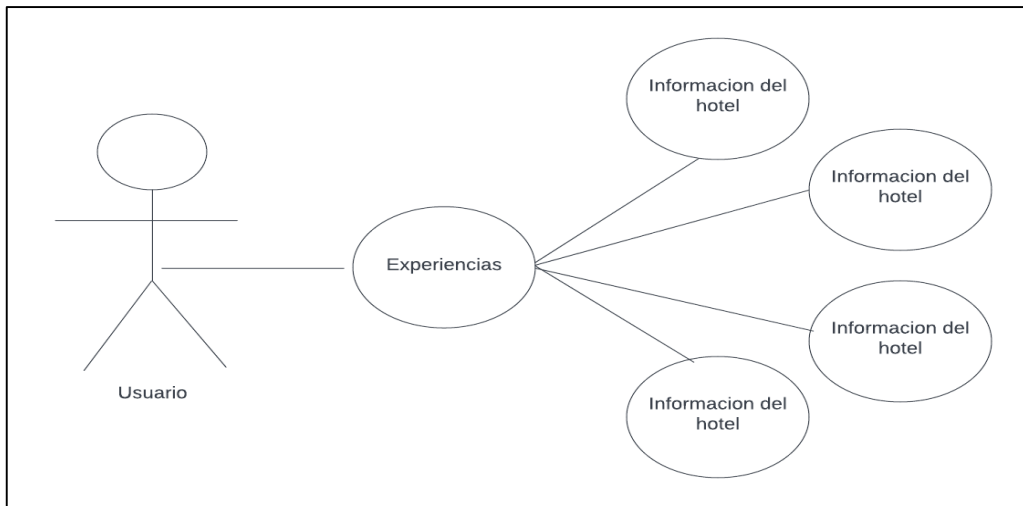 Informacion del
hotel
Informacion del
hotel
Experiencias
Informacion del
hotel
Informacion del
hotel
Usuario